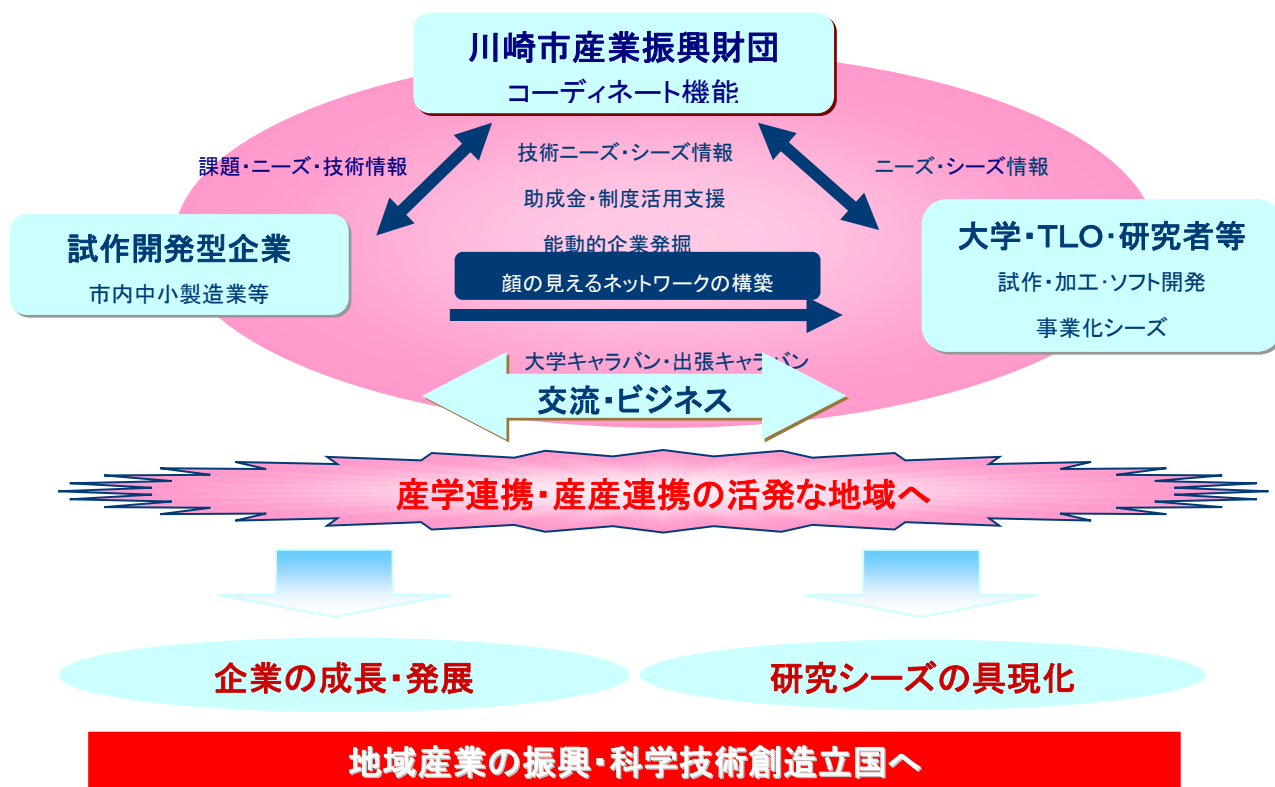 川崎市産業振興財団
コーディネート機能
課題・ニーズ・技術情報
技術ニーズ・シーズ情報
ニーズ・シーズ情報
助成金・制度活用支援
能動的企業発掘
試作開発型企業
市内中小製造業等
大学・TLO・研究者等
試作・加工・ソフト開発
事業化シーズ
顔の見えるネットワークの構築
大学キャラバン・出張キャラバン
交流・ビジネス
産学連携・産産連携の活発な地域へ
企業の成長・発展
研究シーズの具現化
地域産業の振興・科学技術創造立国へ